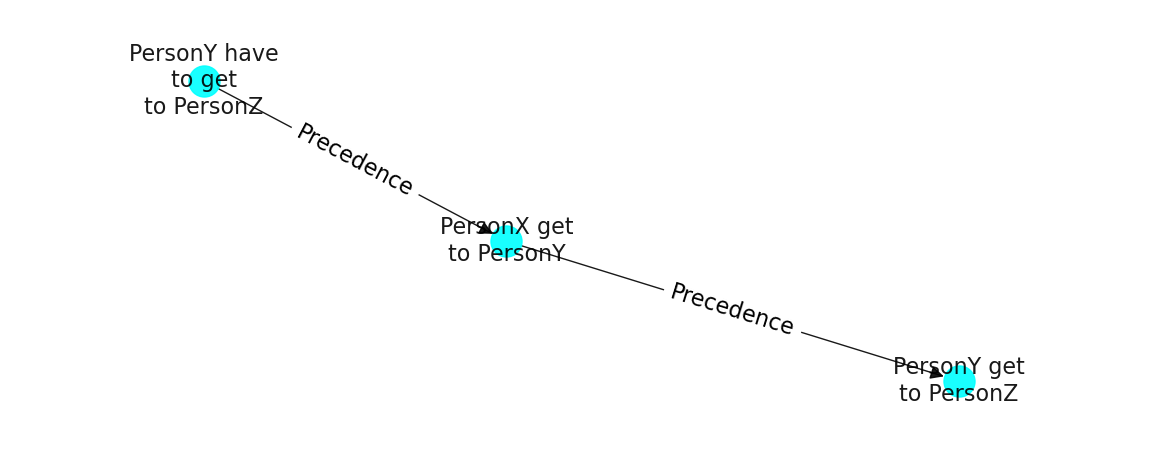 PersonY have
to get
to PersonZ
Precedence
PersonX get
to PersonY
Precedence
PersonY get
to PersonZ